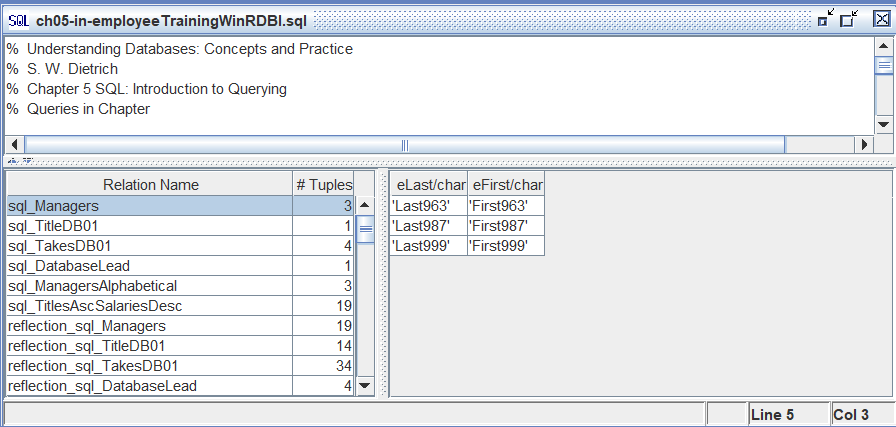 SQL ch05-in-employeeTrainingWinRDBI.sql
% Understanding Databases: Concepts and Practice
% S. W. Dietrich
% Chapter 5 SQL: Introduction to Querying
% Queries in Chapter
Relation Name # Tuples
sql_Managers 3
sql_TitleDB01 1
sql_TakesDB01 4
sql_DatabaseLead 1
sql_ManagersAlphabetical 3
sql_TitlesAscSalariesDesc 19
reflection_sql_Managers 19
reflection_sql_TitleDB01 14
reflection_sql_TakesDB01 34
reflection_sql_DatabaseLead 4
eLast/char eFirst/char
'Last963' 'First963'
'Last987' 'First987'
'Last999' 'First999'
Line 5 Col 3